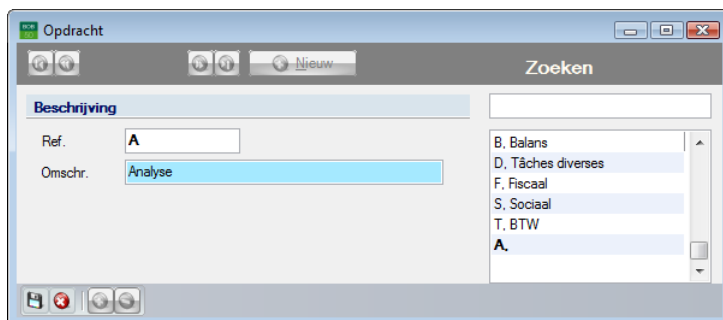 Opdracht
Nieuw
Zoeken
Beschrijving
Ref. A
Omschr. Analyse
B, Balans
D, Tâches diverses
F, Fiscaal
S, Sociaal
T, BTW
A,